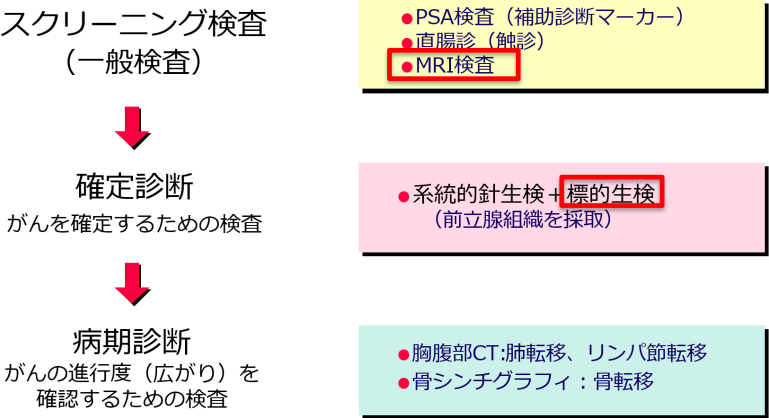 スクリーニング検査
（一般検査）
●PSA検査（補助診断マーカー）
●直腸診（触診）
●MRI検査
確定診断
がんを確定するための検査
●系統的針生検＋標的生検
（前立腺組織を採取）
病期診断
がんの進行度（広がり）を
確認するための検査
●胸腹部CT:肺転移、リンパ節転移
●骨シンチグラフィ：骨転移